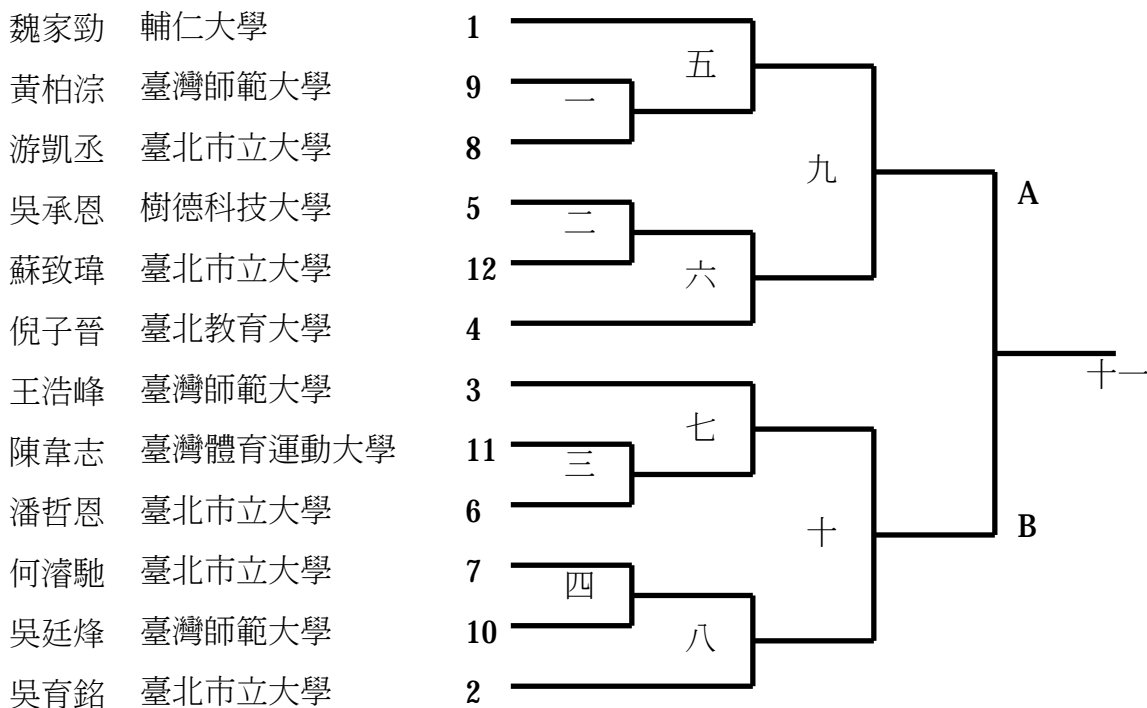 魏家勁 輔仁大學 1
五
黃柏淙 臺灣師範大學 9
一
游凱丞 臺北市立大學 8
九
A
吳承恩 樹德科技大學 5
二
蘇致瑋 臺北市立大學 12
六
倪子晉 臺北教育大學 4
十一
王浩峰 臺灣師範大學 3
七
陳韋志 臺灣體育運動大學 11
三
潘哲恩 臺北市立大學 6
十
B
何濬馳 臺北市立大學 7
四
吳廷烽 臺灣師範大學 10
八
吳育銘 臺北市立大學 2